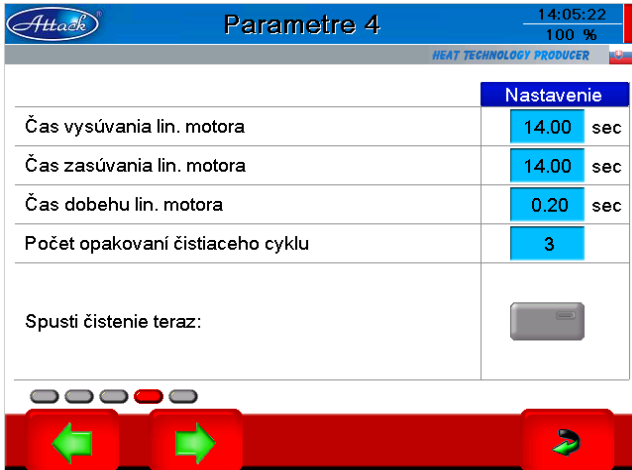 Attack®
Parametre 4
14:05:22
100 %
HEAT TECHNOLOGY PRODUCER
Nastavenie
Čas vysúvania lin. motora 14.00 sec
Čas zasúvania lin. motora 14.00 sec
Čas dobehu lin. motora 0.20 sec
Počet opakovaní čistiaceho cyklu 3
Spusti čistenie teraz: